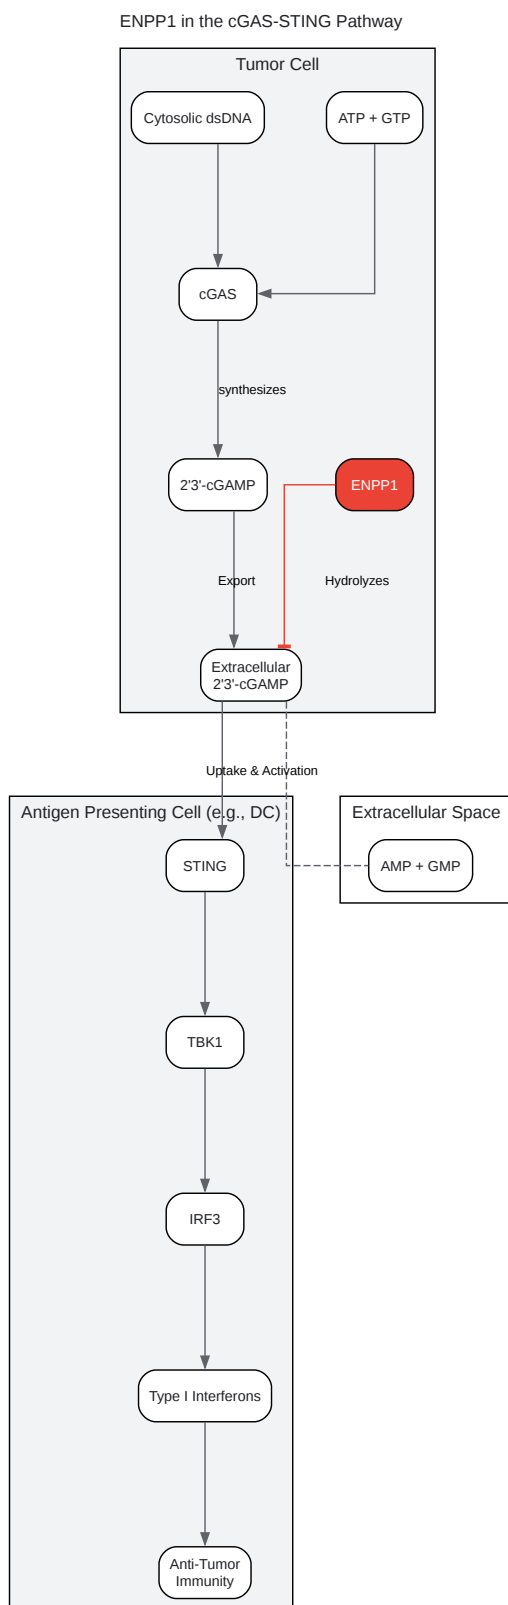 ENPP1 in the cGAS-STING Pathway
Tumor Cell
Cytosolic dsDNA
ATP + GTP
cGAS
synthesizes
2'3'-cGAMP
ENPP1
Export
Hydrolyzes
Extracellular
2'3'-cGAMP
Uptake & Activation
Antigen Presenting Cell (e.g., DC)
Extracellular Space
STING
AMP + GMP
TBK1
IRF3
Type I Interferons
Anti-Tumor
Immunity